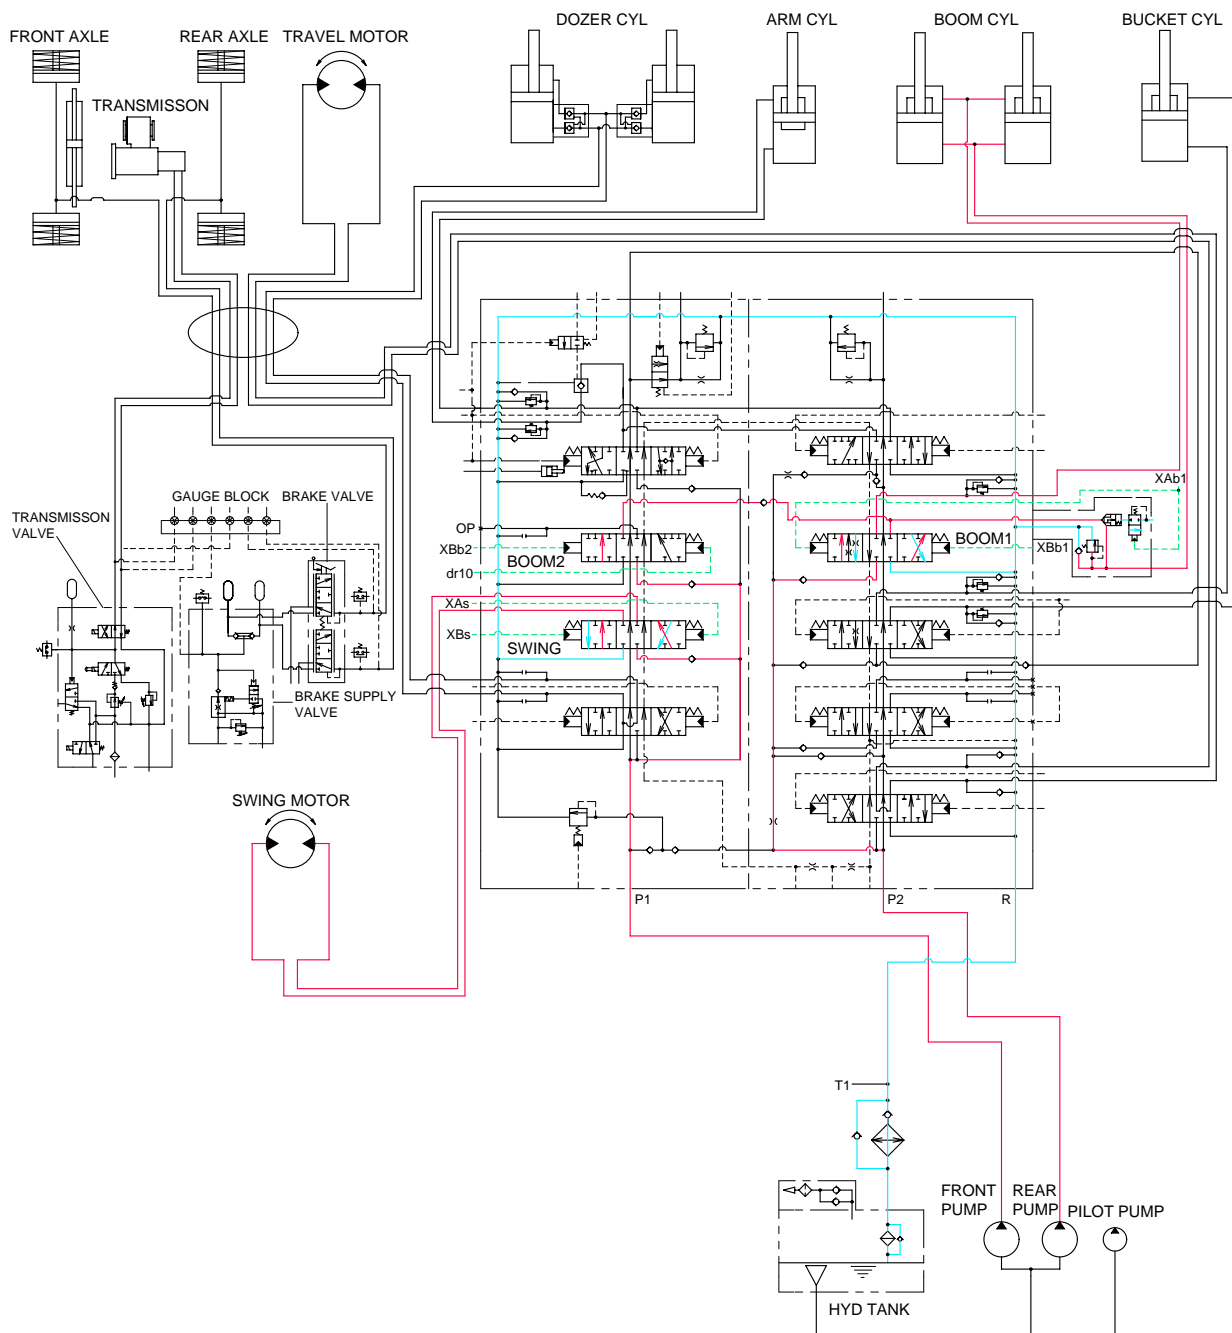 DOZER CYL
ARM CYL
BOOM CYL
BUCKET CYL
FRONT AXLE
REAR AXLE
TRAVEL MOTOR
TRANSMISSON
XAb1
GAUGE BLOCK
BRAKE VALVE
TRANSMISSON
VALVE
OP
XBb2
BOOM2
BOOM1
XBb1
dr10
XAs
XBs
SWING
BRAKE SUPPLY
VALVE
SWING MOTOR
P1
P2
R
T1
FRONT
PUMP
REAR
PUMP
PILOT PUMP
HYD TANK